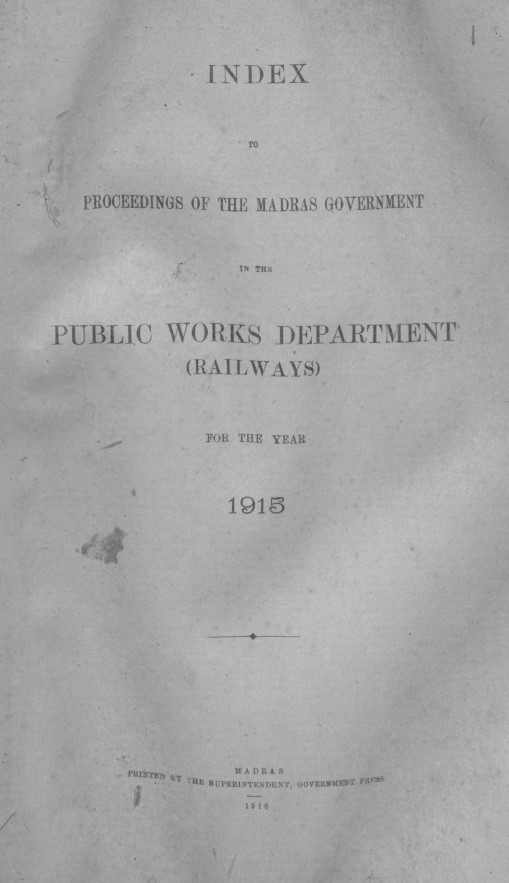 INDEX
TO
PROCEEDINGS OF THE MADRAS GOVERNMENT
IN THE
PUBLIC WORKS DEPARTMENT
(RAILWAYS)
FOR THE YEAR
1915
MADRAS
PRINTED BY THE SUPERINTENDENT, GOVERNMENT PRESS
1916